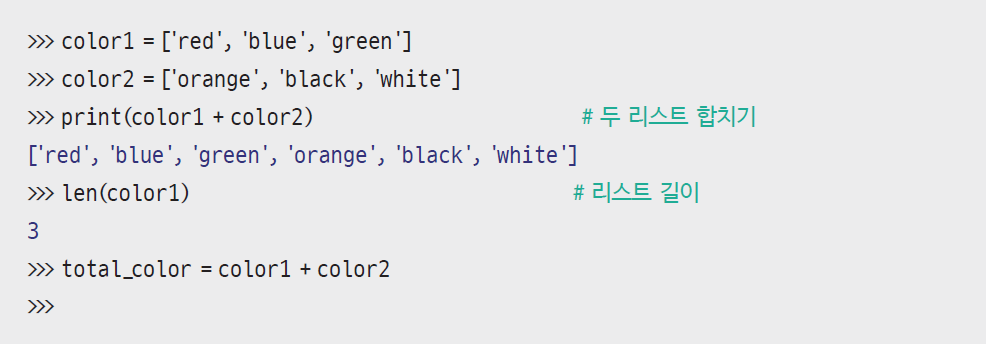 >>> color1 = ['red', 'blue', 'green']
>>> color2 = ['orange', 'black', 'white']
>>> print(color1 + color2) # 두 리스트 합치기
['red', 'blue', 'green', 'orange', 'black', 'white']
>>> len(color1) # 리스트 길이
3
>>> total_color = color1 + color2
>>>